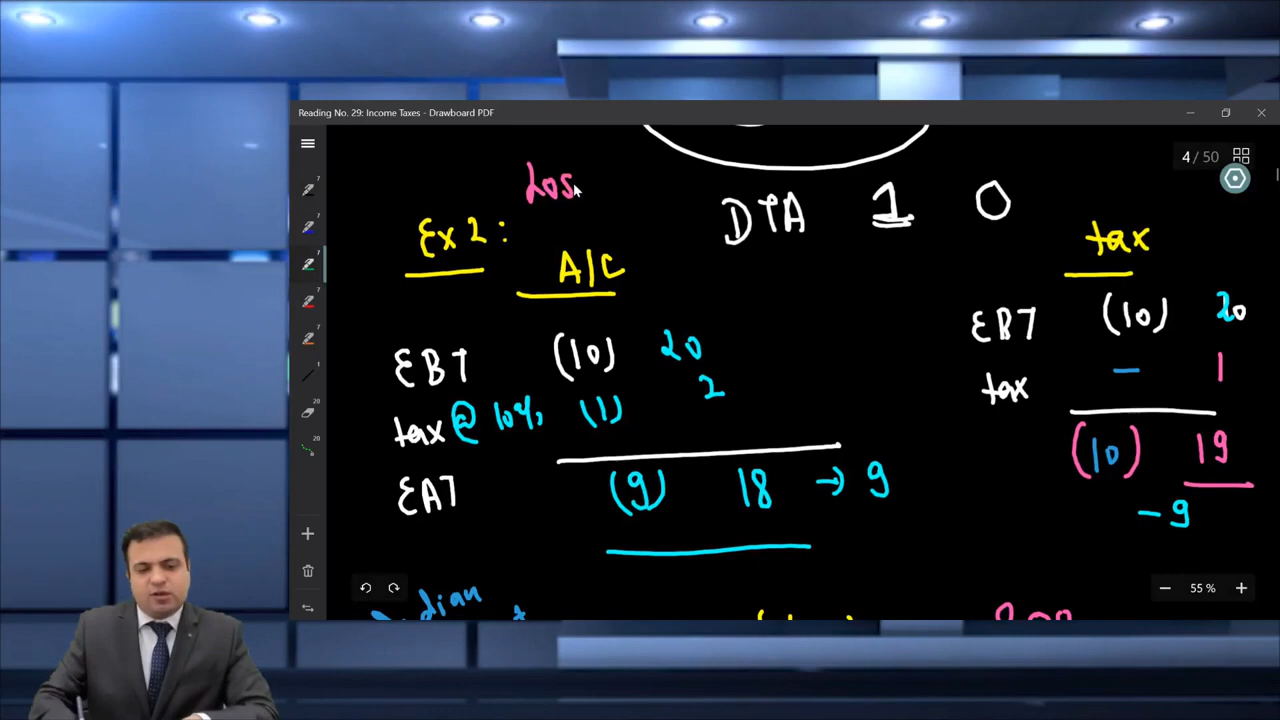 Reading No. 29: Income Taxes - Drawboard PDF
4 / 50
Los
Ex 2:
DTA 1 0
A/C
tax
EBT (10) 20
EBT (10) 20
tax @ 10% (1) 2
tax - 1
EAT (9) 18 → 9
(10) 19
- 9
55 %